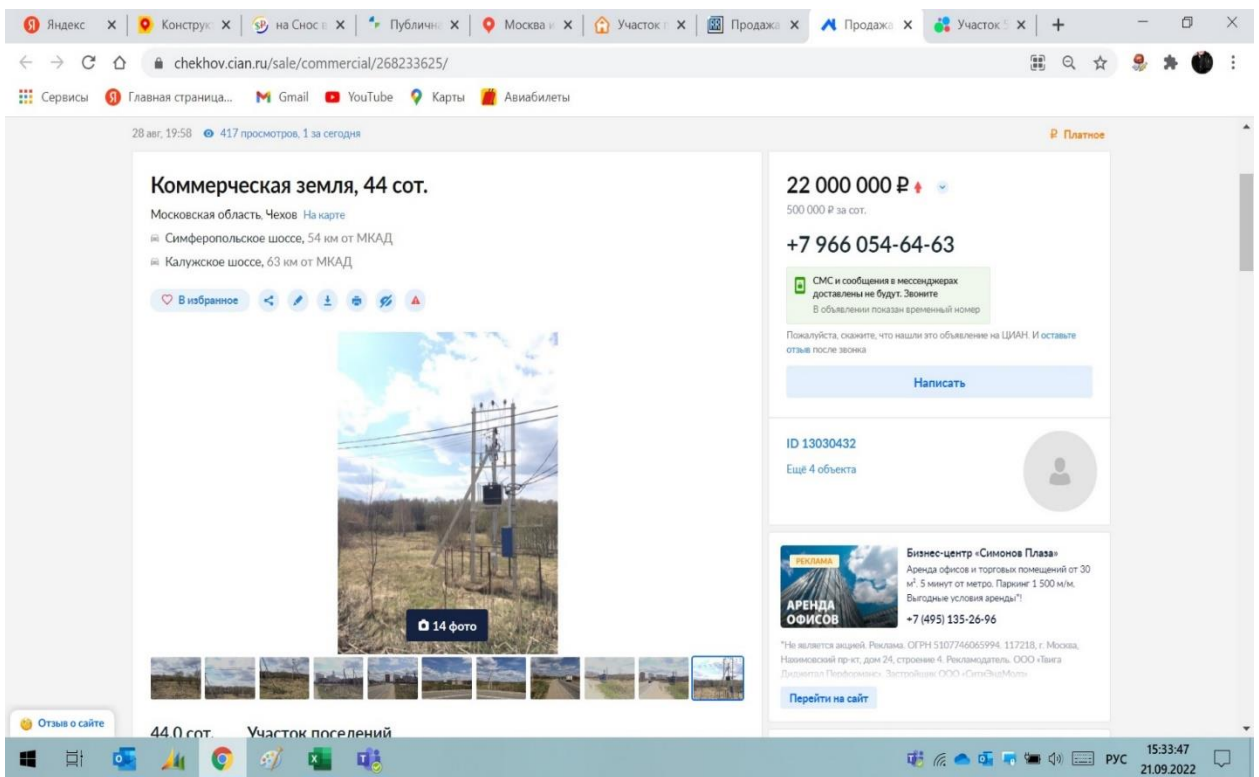 Яндекс
Конструк
на Снос в
Публичн
Москва и
Участок п
Продажа
Продажа
Участок 5
chekhov.cian.ru/sale/commercial/268233625/
Сервисы
Главная страница...
Gmail
YouTube
Карты
Авиабилеты
28 авг, 19:58 417 просмотров, 1 за сегодня
Платное
Коммерческая земля, 44 сот.
Московская область, Чехов На карте
Симферопольское шоссе, 54 км от МКАД
Калужское шоссе, 63 км от МКАД
В избранное
14 фото
44,0 сот. Участок поселений
22 000 000 ₽
500 000 ₽ за сот.
+7 966 054-64-63
СМС и сообщения в мессенджерах
доставлены не будут. Звоните
В объявлении показан временный номер
Пожалуйста, скажите, что нашли это объявление на ЦИАН. И оставьте
отзыв после звонка
Написать
ID 13030432
Ещё 4 объекта
РЕКЛАМА
АРЕНДА
ОФИСОВ
Бизнес-центр «Симонов Плаза»
Аренда офисов и торговых помещений от 30
м². 5 минут от метро. Паркинг 1 500 м/м.
Выгодные условия аренды*!
+7 (495) 135-26-96
*Не является акцией. Реклама. ОГРН 5107746065994. 117218, г. Москва,
Нахимовский пр-кт, дом 24, строение 4. Рекламодатель. ООО «Танга
Диджитал Перформанс». Застройщик ООО «СитиЭндМолл»
Перейти на сайт
Отзыв о сайте
РУС
15:33:47
21.09.2022